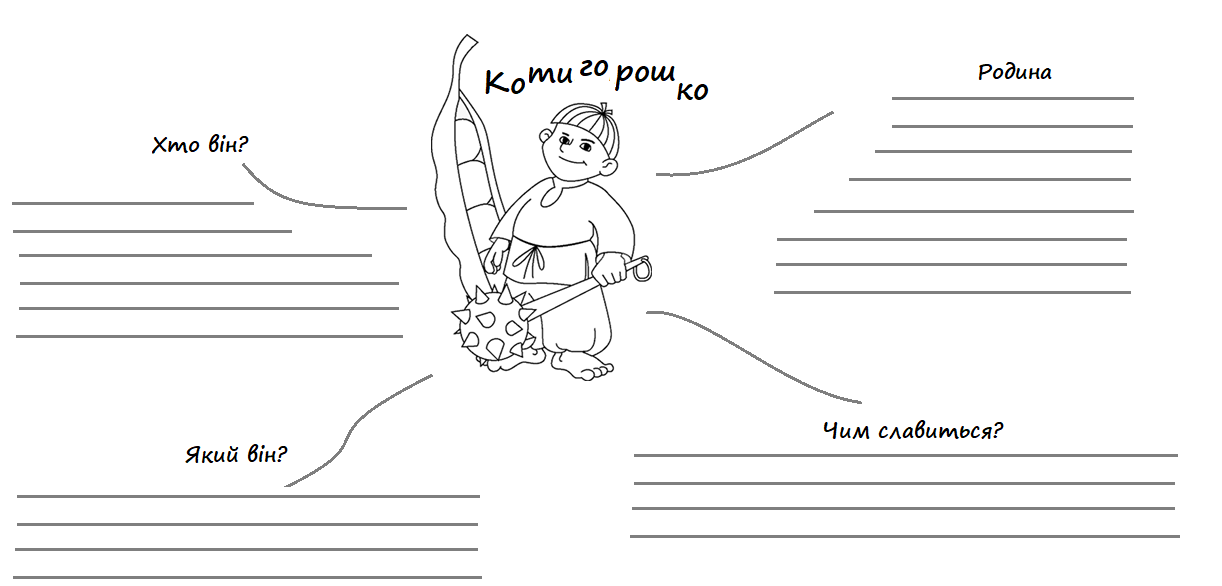 Котигорошко
Родина
Хто він?
Чим славиться?
Який він?